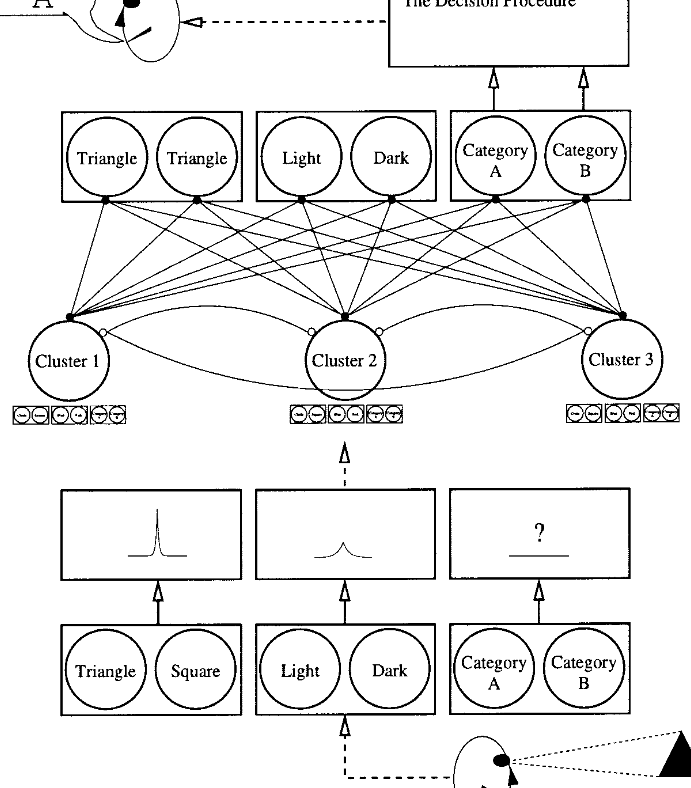 A
The Decision Procedure
Triangle Triangle Light Dark Category A Category B
Cluster 1 Cluster 2 Cluster 3
?
Triangle Square Light Dark Category A Category B